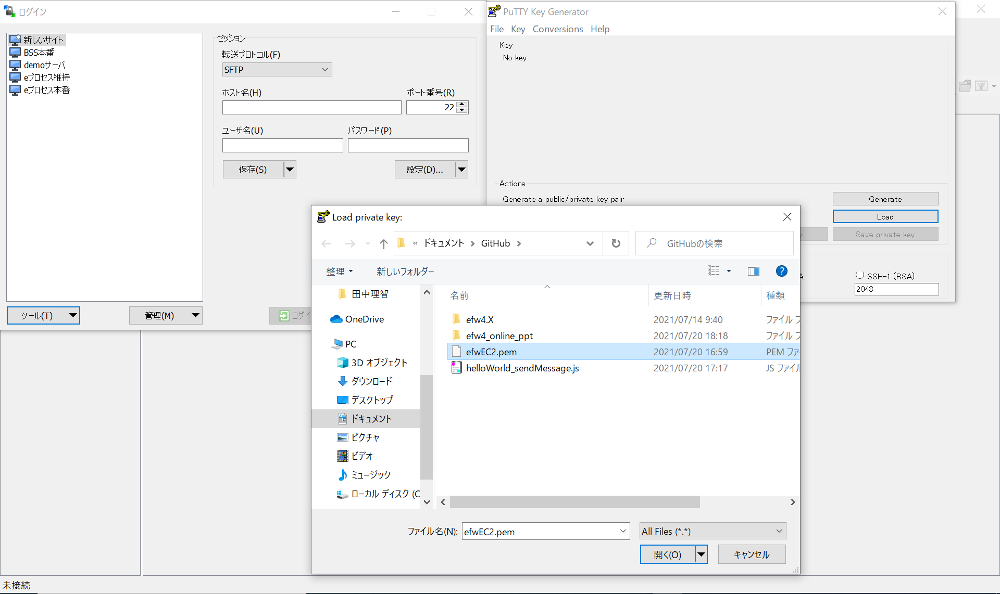 ログイン
新しいサイト
BSS本番
demoサーバ
eプロセス維持
eプロセス本番
セッション
転送プロトコル(F)
SFTP
ホスト名(H)
ポート番号(R)
22
ユーザ名(U)
パスワード(P)
保存(S)
設定(D)...
ツール(T)
管理(M)
ログイ
未接続
PuTTY Key Generator
File Key Conversions Help
Key
No key.
Actions
Generate a public/private key pair
Generate
Load
Save private key
SSH-1 (RSA)
2048
Load private key:
« ドキュメント > GitHub >
GitHubの検索
整理
新しいフォルダー
田中理智
OneDrive
PC
3D オブジェクト
ダウンロード
デスクトップ
ドキュメント
ピクチャ
ビデオ
ミュージック
ローカル ディスク (C
名前 更新日時 種類
efw4.X 2021/07/14 9:40 ファイル フ
efw4_online_ppt 2021/07/20 18:18 ファイル フ
efwEC2.pem 2021/07/20 16:59 PEM ファイ
helloWorld_sendMessage.js 2021/07/20 17:17 JS ファイル
ファイル名(N): efwEC2.pem
All Files (*.*)
開く(O)
キャンセル